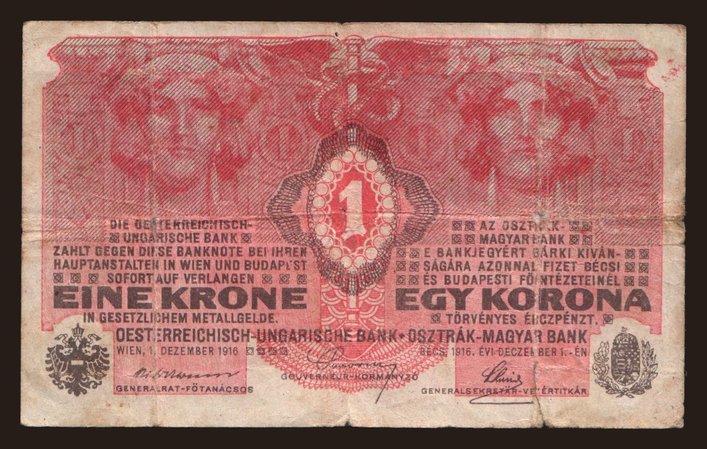 1
DIE OESTERREICHISCH-
UNGARISCHE BANK
ZAHLT GEGEN DIESE BANKNOTE BEI IHREN
HAUPTANSTALTEN IN WIEN UND BUDAPEST
SOFORT AUF VERLANGEN
EINE KRONE
IN GESETZLICHEM METALLGELDE.
AZ OSZTRÁK-
MAGYAR BANK
E BANKJEGYÉRT BÁRKI KIVÁN-
SÁGÁRA AZONNAL FIZET BÉCSI
ÉS BUDAPESTI FŐINTÉZETEINÉL
EGY KORONA
TÖRVÉNYES ÉRCZPÉNZT.
OESTERREICHISCH-UNGARISCHE BANK • OSZTRÁK-MAGYAR BANK
WIEN, 1. DEZEMBER 1916
BÉCS, 1916. ÉVI DECZEMBER 1.-ÉN
GENERALRAT-FŐTANÁCSOS
GOUVERNEUR-KORMÁNYZÓ
GENERALSEKRETÄR-VEZÉRTITKÁR